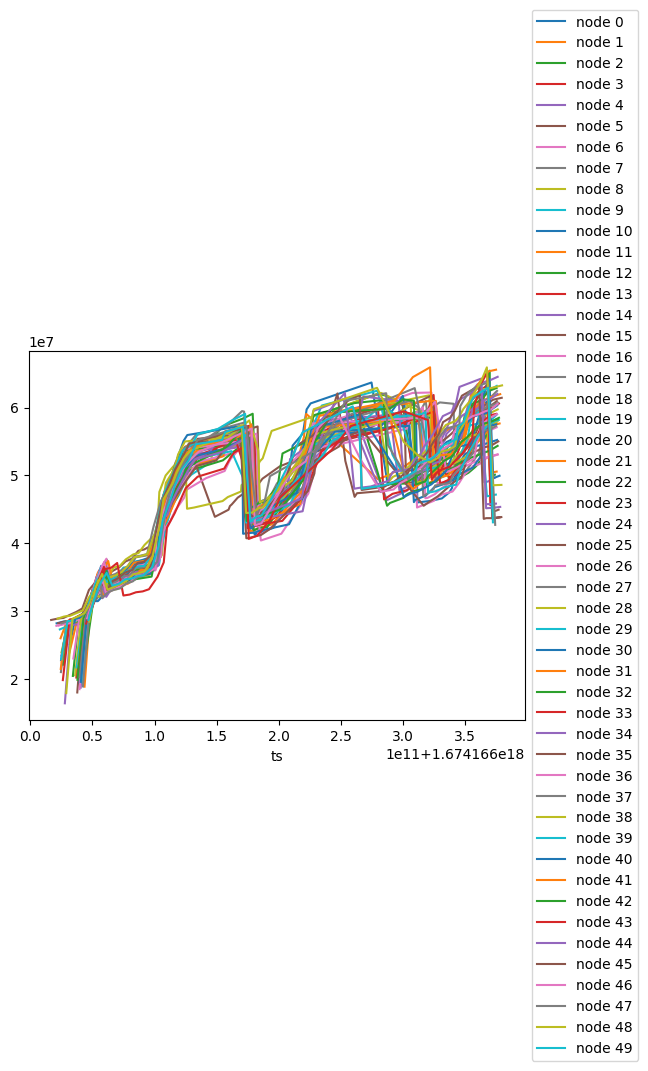 1e7
6
5
4
3
2
0.0 0.5 1.0 1.5 2.0 2.5 3.0 3.5
ts
1e11+1.674166e18
node 0
node 1
node 2
node 3
node 4
node 5
node 6
node 7
node 8
node 9
node 10
node 11
node 12
node 13
node 14
node 15
node 16
node 17
node 18
node 19
node 20
node 21
node 22
node 23
node 24
node 25
node 26
node 27
node 28
node 29
node 30
node 31
node 32
node 33
node 34
node 35
node 36
node 37
node 38
node 39
node 40
node 41
node 42
node 43
node 44
node 45
node 46
node 47
node 48
node 49